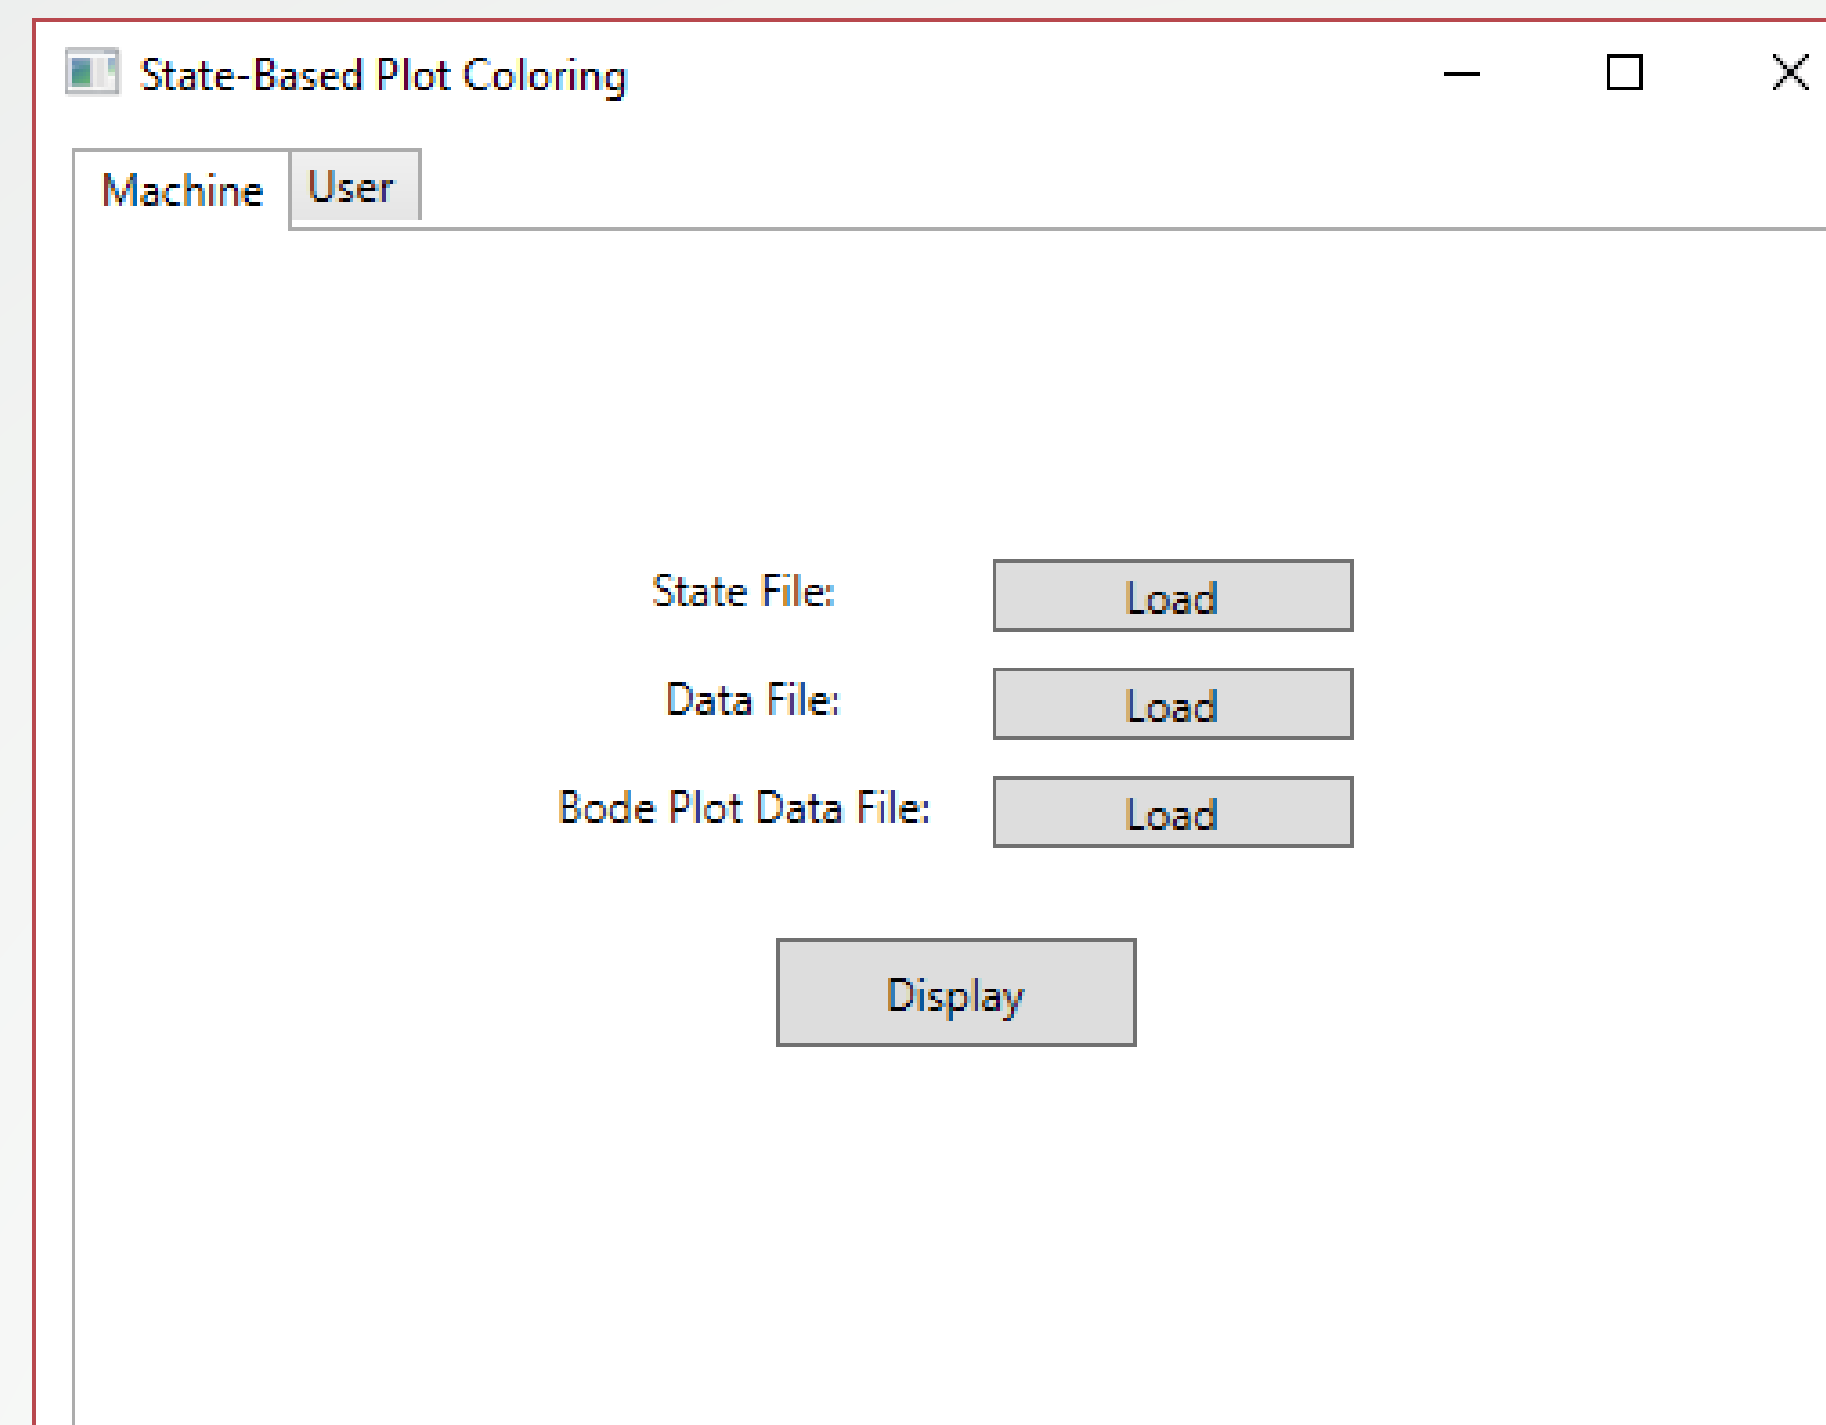 State-Based Plot Coloring
Machine User
State File: Load
Data File: Load
Bode Plot Data File: Load
Display